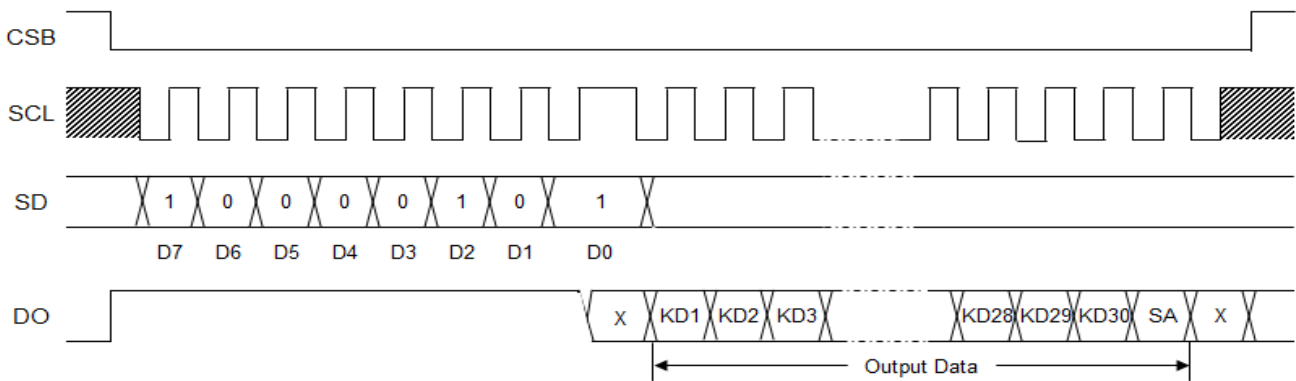 CSB
SCL
SD 1 0 0 0 0 1 0 1
D7 D6 D5 D4 D3 D2 D1 D0
DO X KD1 KD2 KD3 KD28 KD29 KD30 SA X
Output Data